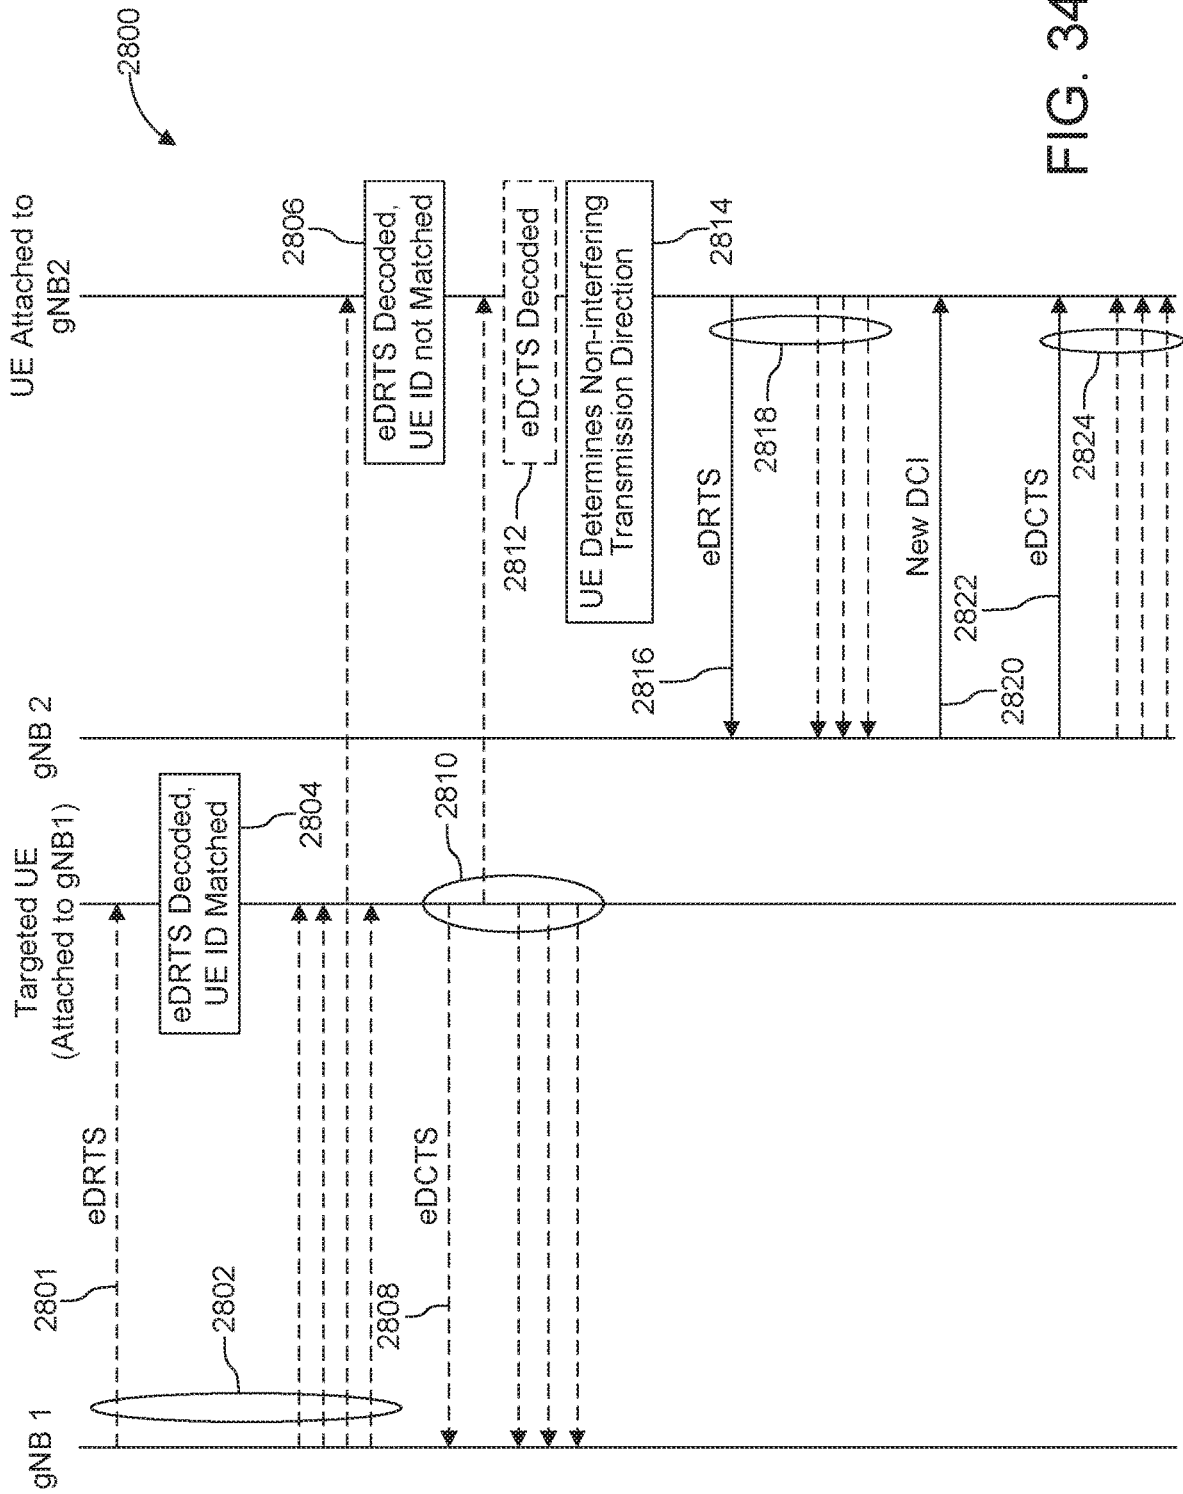 2800
gNB 1
Targeted UE
(Attached to gNB1)
gNB 2
UE Attached to
gNB2
2801
eDRTS
2802
eDRTS Decoded,
UE ID Matched
2804
2806
eDRTS Decoded,
UE ID not Matched
2808
eDCTS
2810
2812
eDCTS Decoded
UE Determines Non-interfering
Transmission Direction
2814
2816
eDRTS
2818
New DCI
2820
2822
eDCTS
2824
FIG. 34